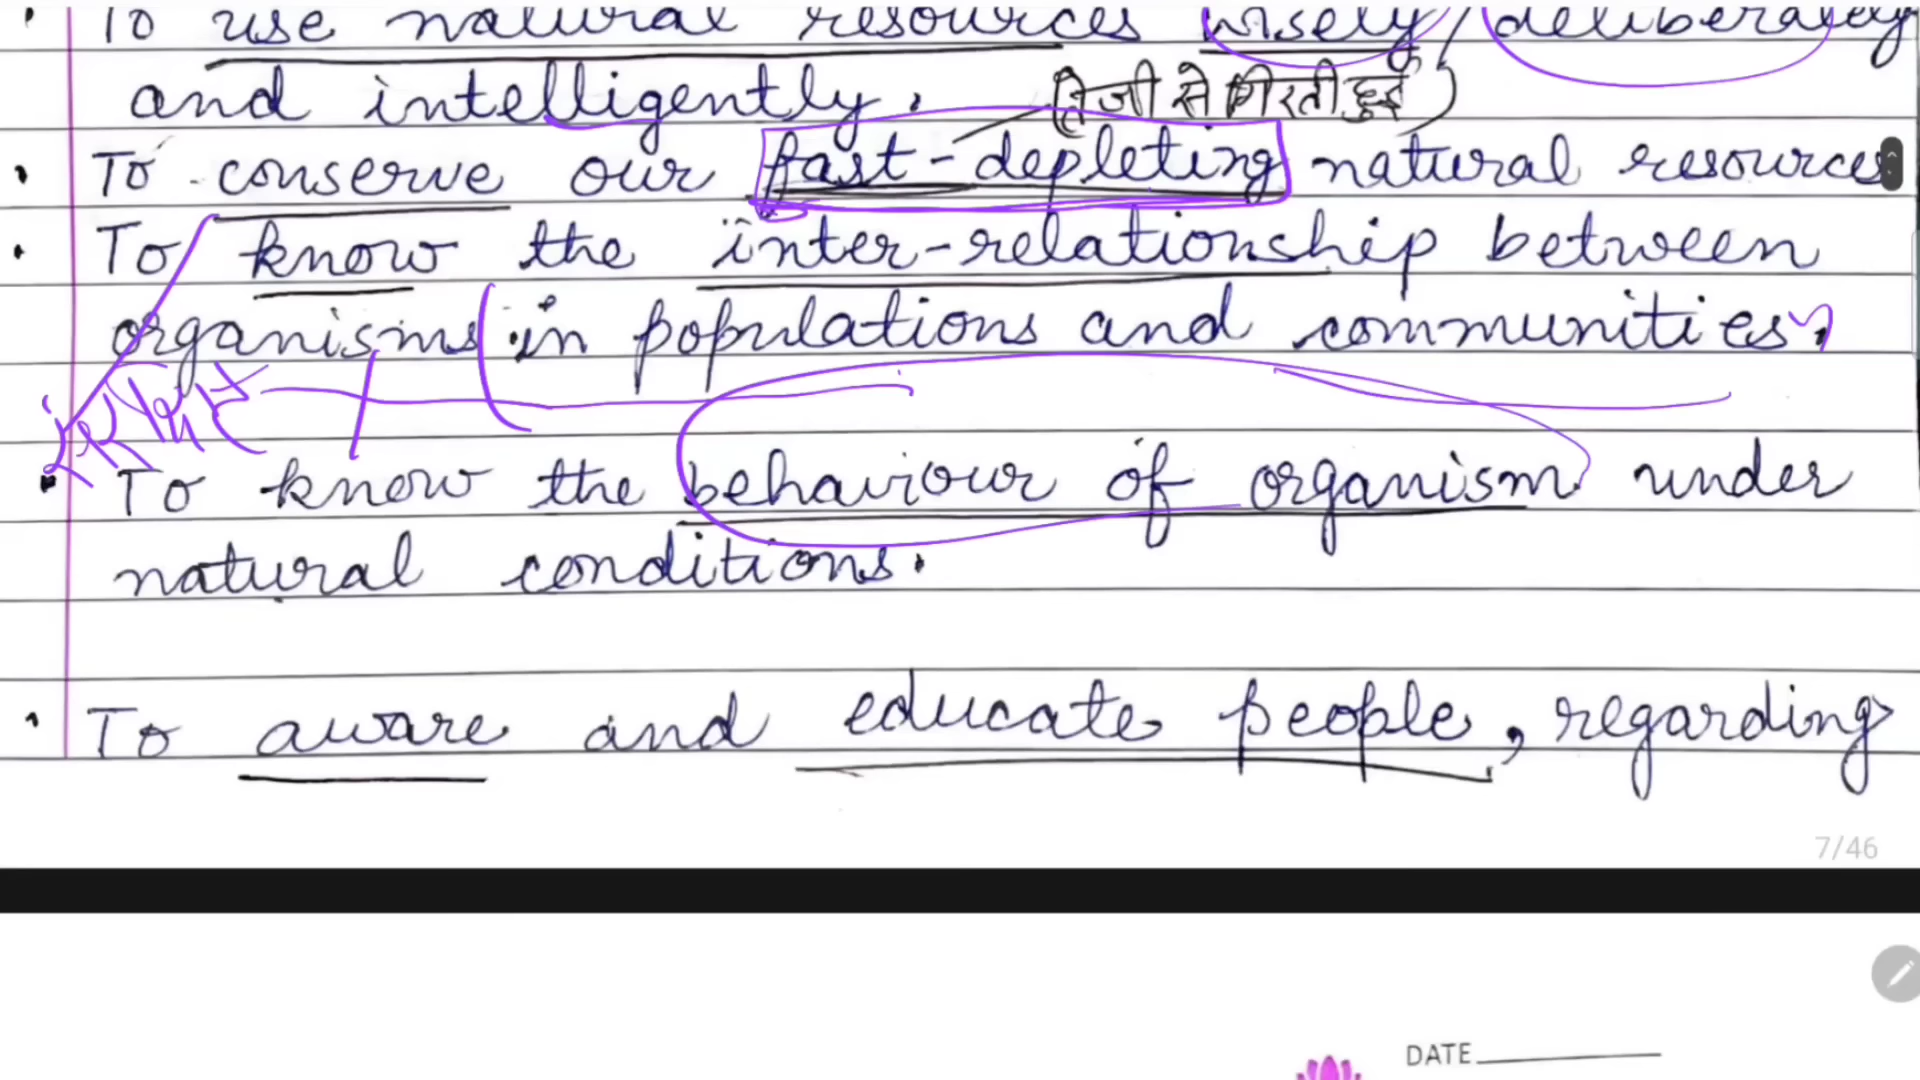 • To use natural resources wisely / deliberately
and intelligently. (तेजी से गिरती हुई)
• To conserve our fast-depleting natural resources
• To know the inter-relationship between
organisms in populations and communities.
• To know the behaviour of organism under
natural conditions.
• To aware and educate people, regarding
7/46
DATE